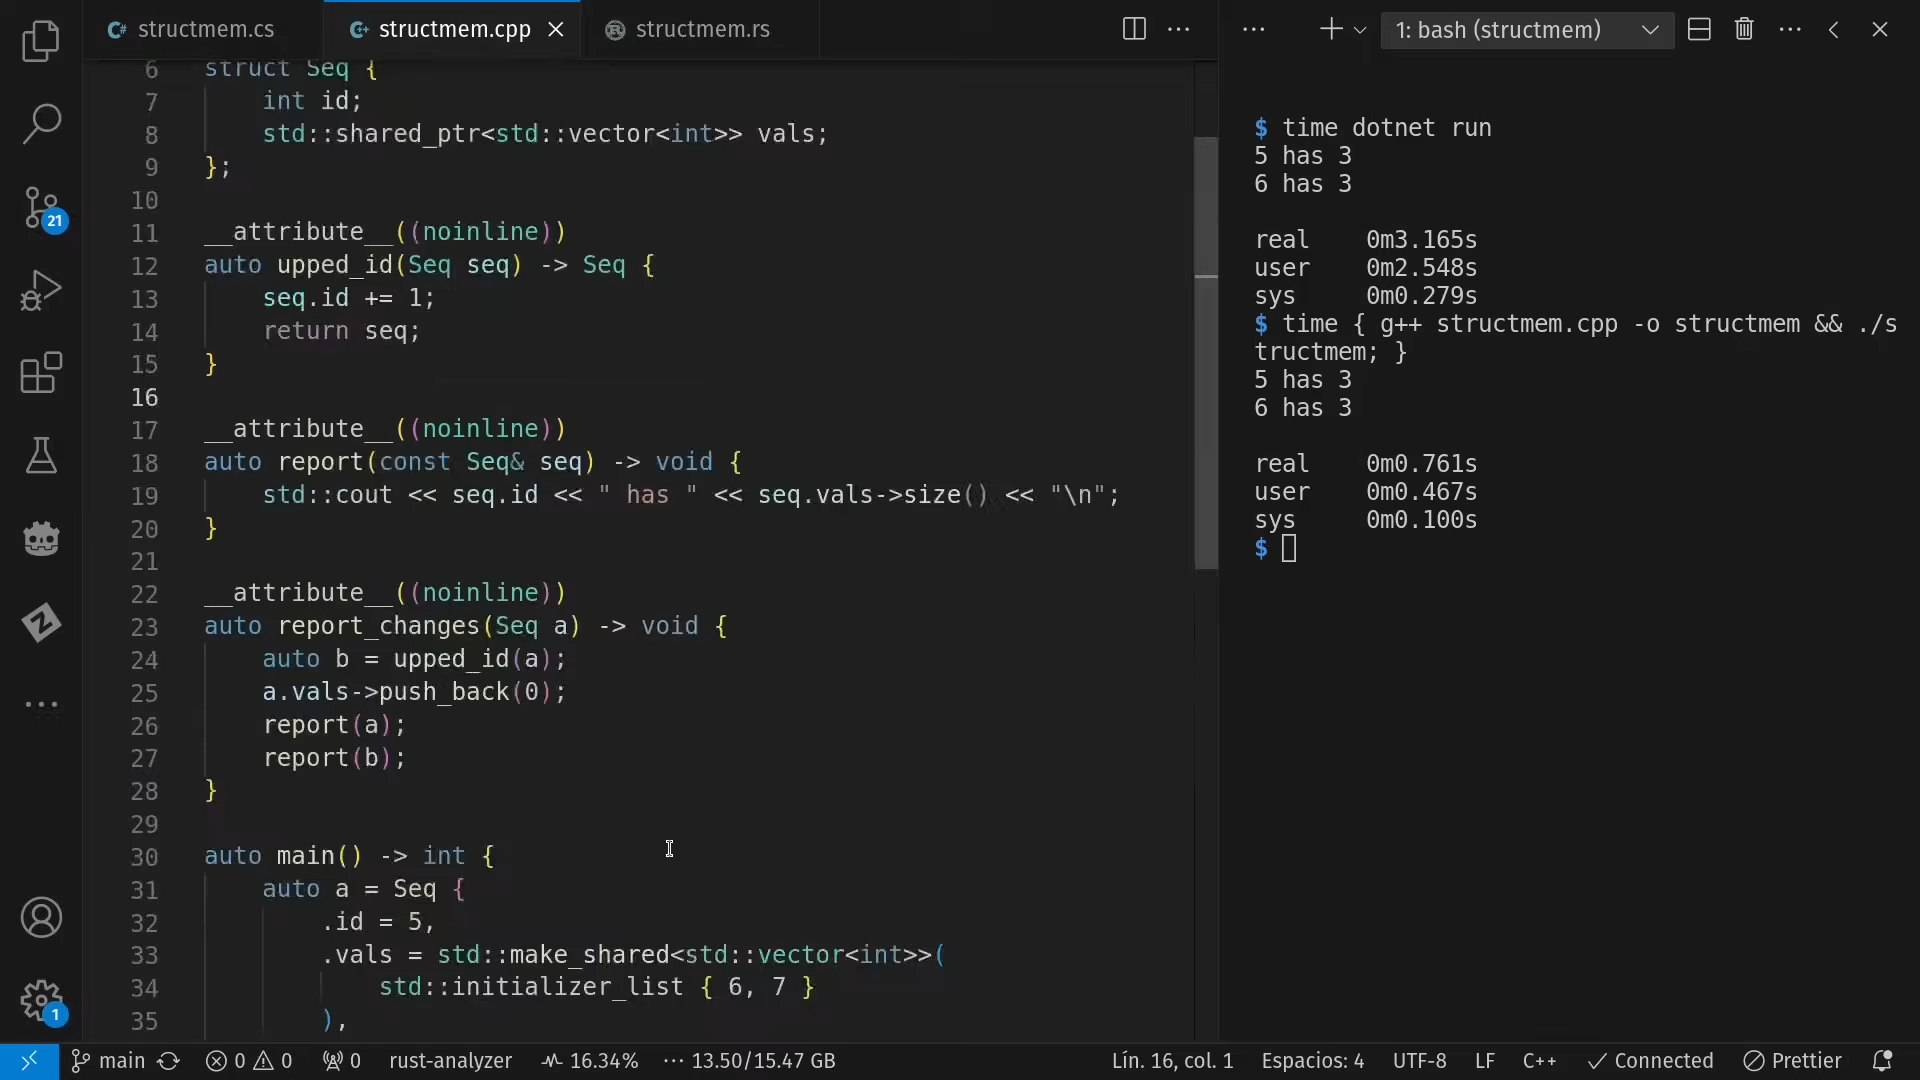 structmem.cs structmem.cpp structmem.rs
1: bash (structmem)
6 struct Seq {
7 int id;
8 std::shared_ptr<std::vector<int>> vals;
9 };
10
11 __attribute__((noinline))
12 auto upped_id(Seq seq) -> Seq {
13 seq.id += 1;
14 return seq;
15 }
16
17 __attribute__((noinline))
18 auto report(const Seq& seq) -> void {
19 std::cout << seq.id << " has " << seq.vals->size() << "\n";
20 }
21
22 __attribute__((noinline))
23 auto report_changes(Seq a) -> void {
24 auto b = upped_id(a);
25 a.vals->push_back(0);
26 report(a);
27 report(b);
28 }
29
30 auto main() -> int {
31 auto a = Seq {
32 .id = 5,
33 .vals = std::make_shared<std::vector<int>>(
34 std::initializer_list { 6, 7 }
35 ),
$ time dotnet run
5 has 3
6 has 3
real 0m3.165s
user 0m2.548s
sys 0m0.279s
$ time { g++ structmem.cpp -o structmem && ./s
tructmem; }
5 has 3
6 has 3
real 0m0.761s
user 0m0.467s
sys 0m0.100s
$
21
1
main 0 0 0 rust-analyzer 16.34% 13.50/15.47 GB Lín. 16, col. 1 Espacios: 4 UTF-8 LF C++ Connected Prettier